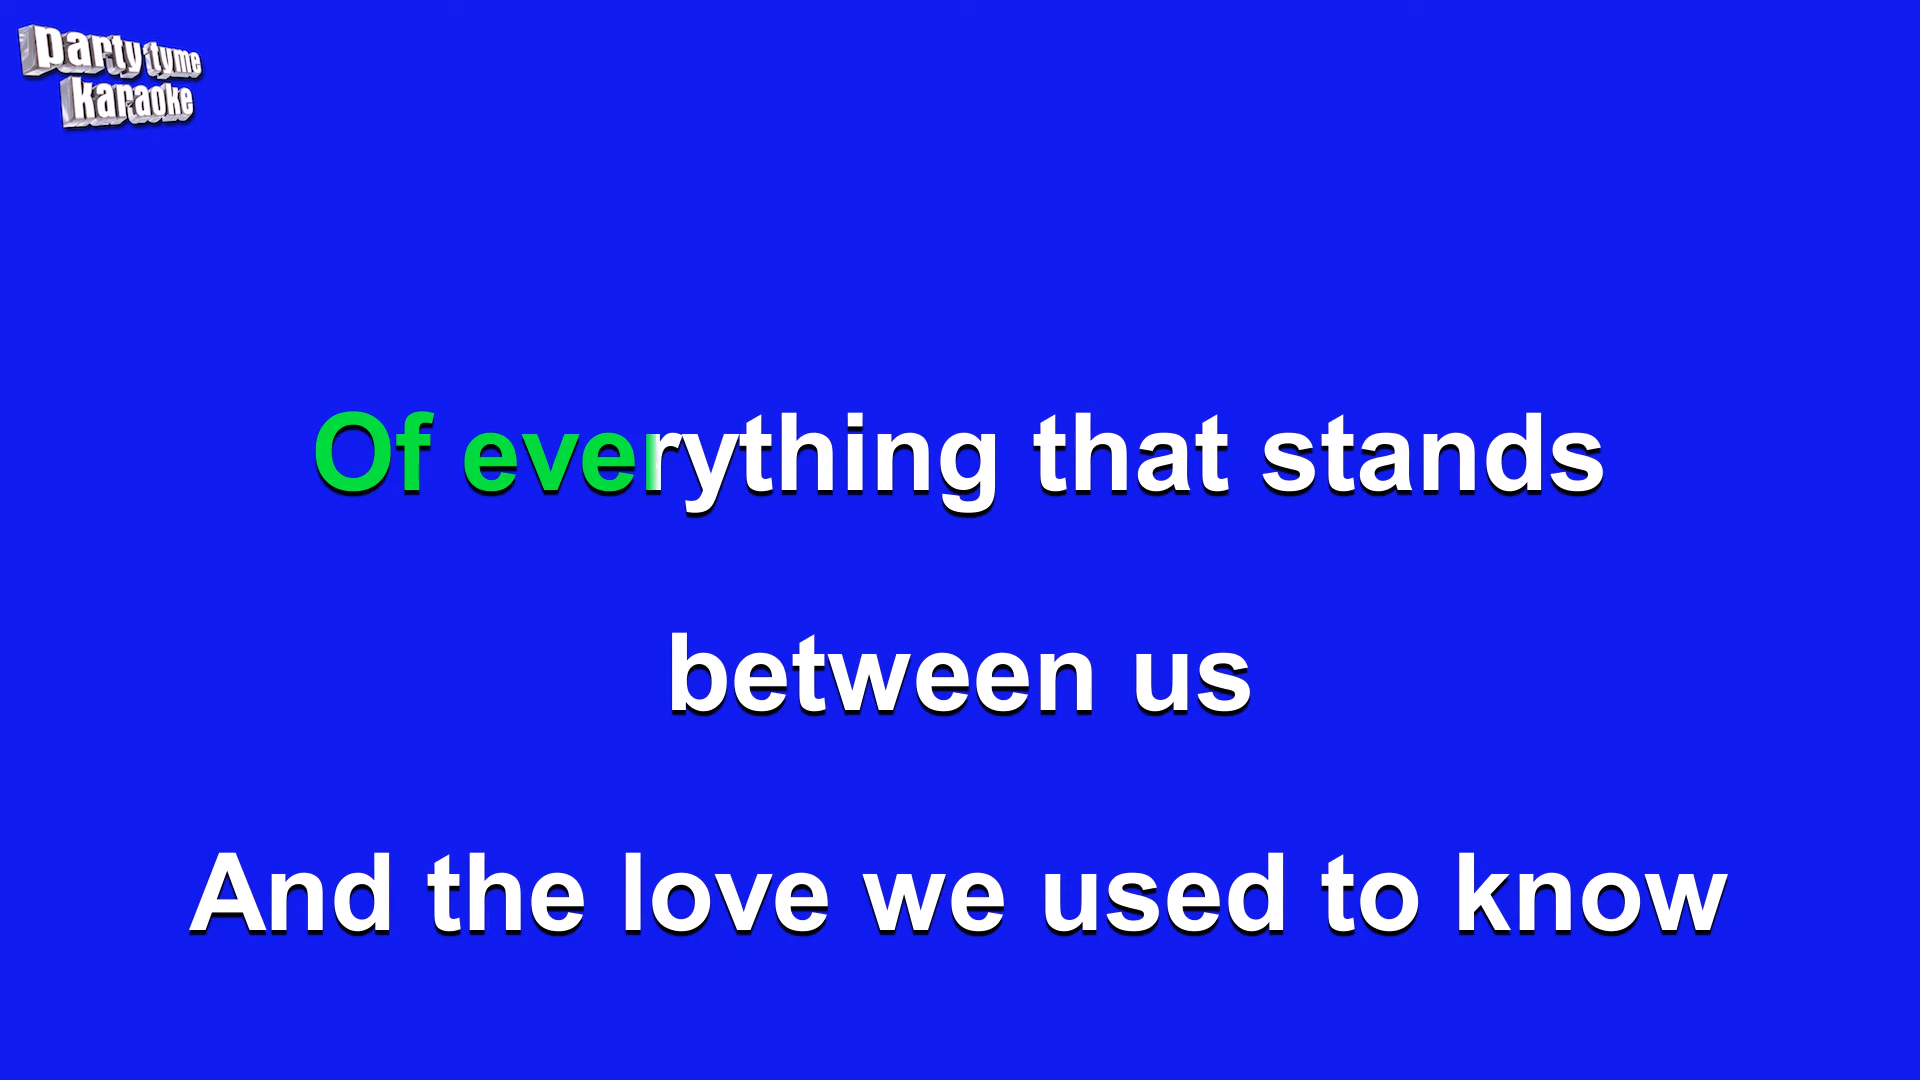 party tyme
karaoke
Of everything that stands
between us
And the love we used to know